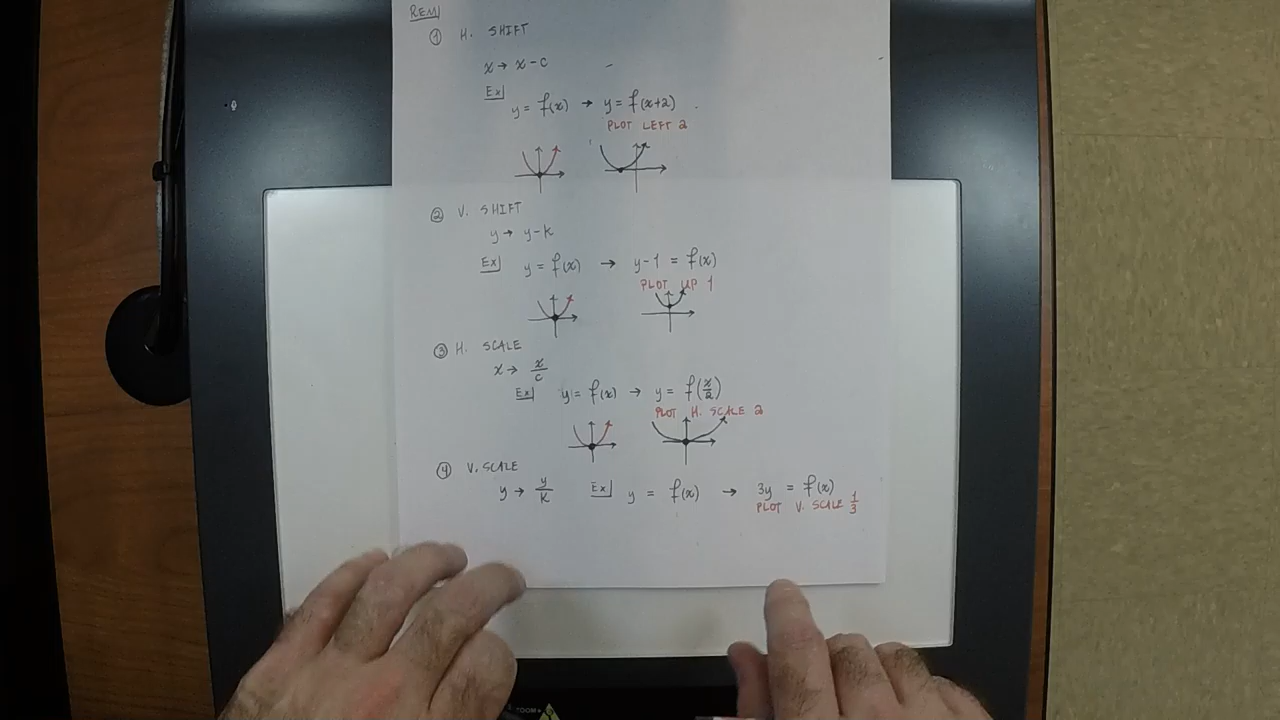 REM
① H. SHIFT
x → x-c
Ex
y = f(x) → y = f(x+2)
PLOT LEFT 2
② V. SHIFT
y → y-k
Ex y = f(x) → y-1 = f(x)
PLOT UP 1
③ H. SCALE
x → x/c
Ex y = f(x) → y = f(x/2)
PLOT H. SCALE 2
④ V. SCALE
y → y/k Ex y = f(x) → 3y = f(x)
PLOT V. SCALE 1/3
ZOOM+